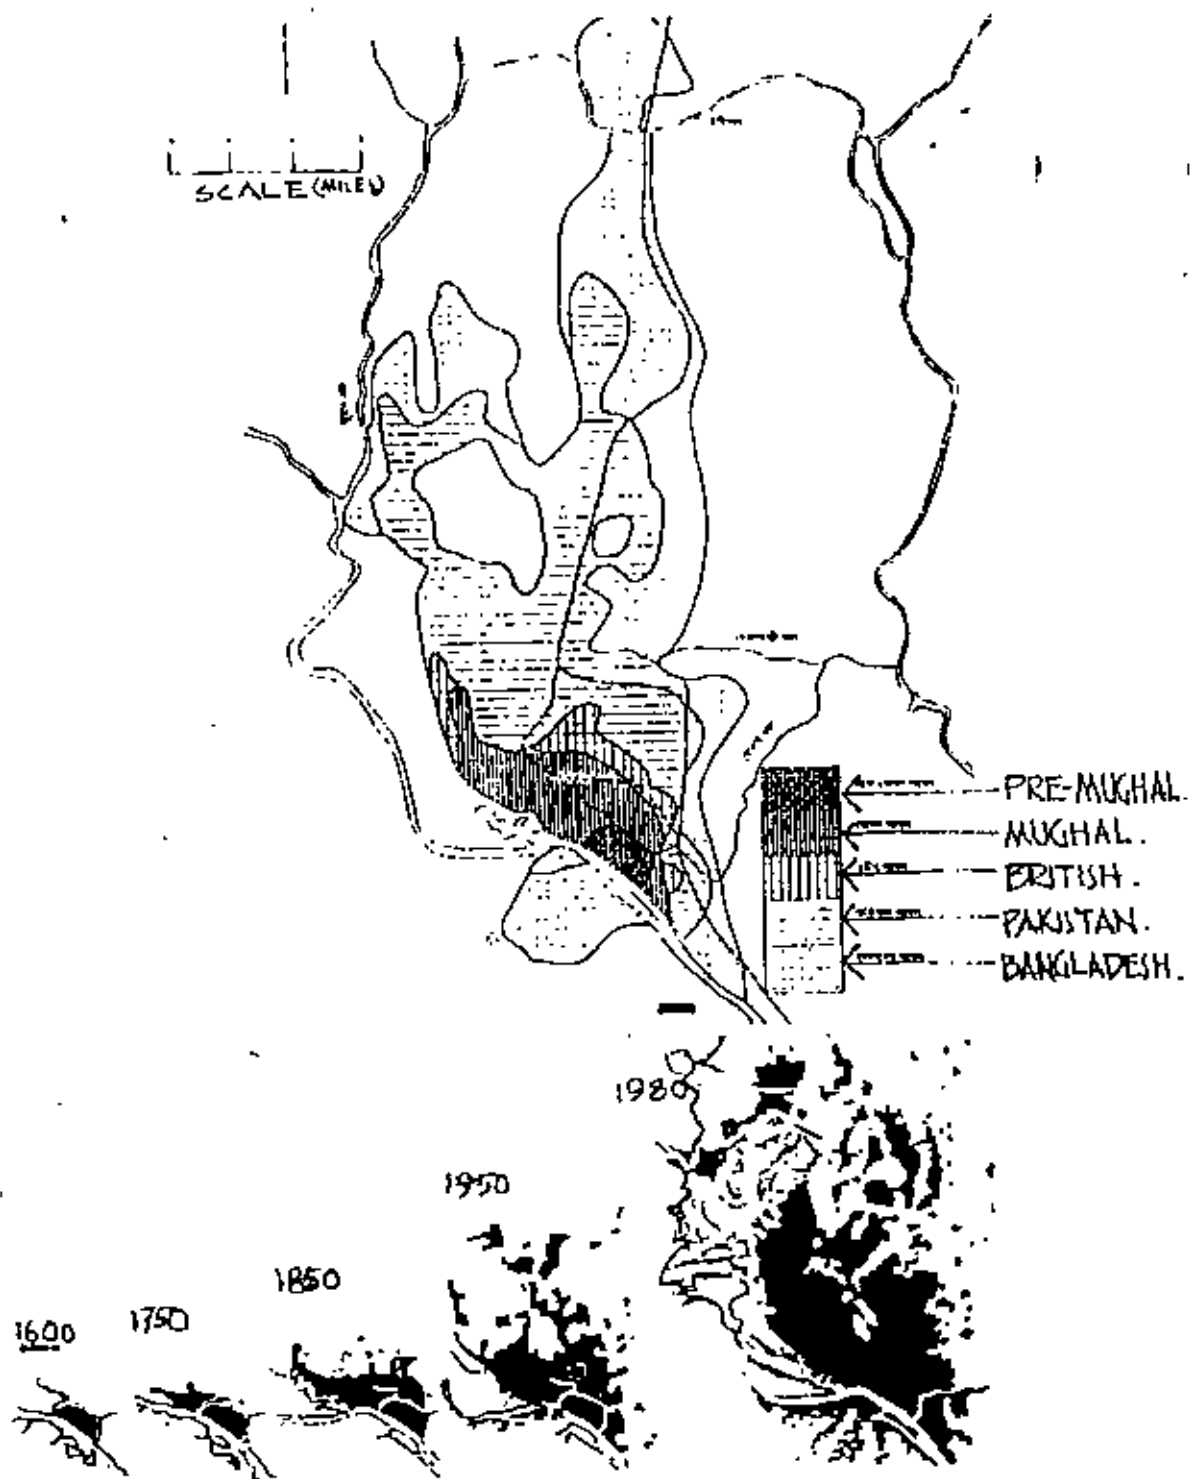 SCALE (MILES)
PRE-MUGHAL.
MUGHAL.
BRITISH.
PAKISTAN.
BANGLADESH.
1980
1950
1850
1750
1600